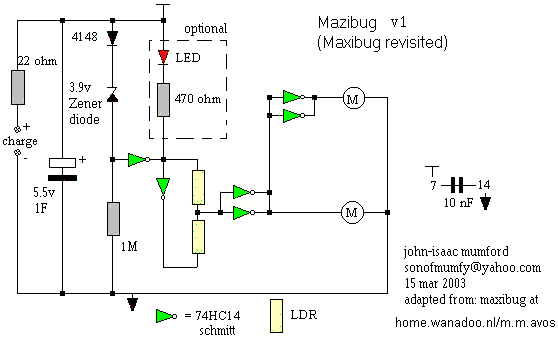 Mazibug v1
(Maxibug revisited)
optional
4148
LED
22 ohm
3.9v
Zener
diode
470 ohm
M
+
charge
-
+
5.5v
1F
1M
M
7
14
10 nF
john-isaac mumford
sonofmumfy@yahoo.com
15 mar 2003
adapted from: maxibug at
home.wanadoo.nl/m.m.avos
= 74HC14
schmitt
LDR